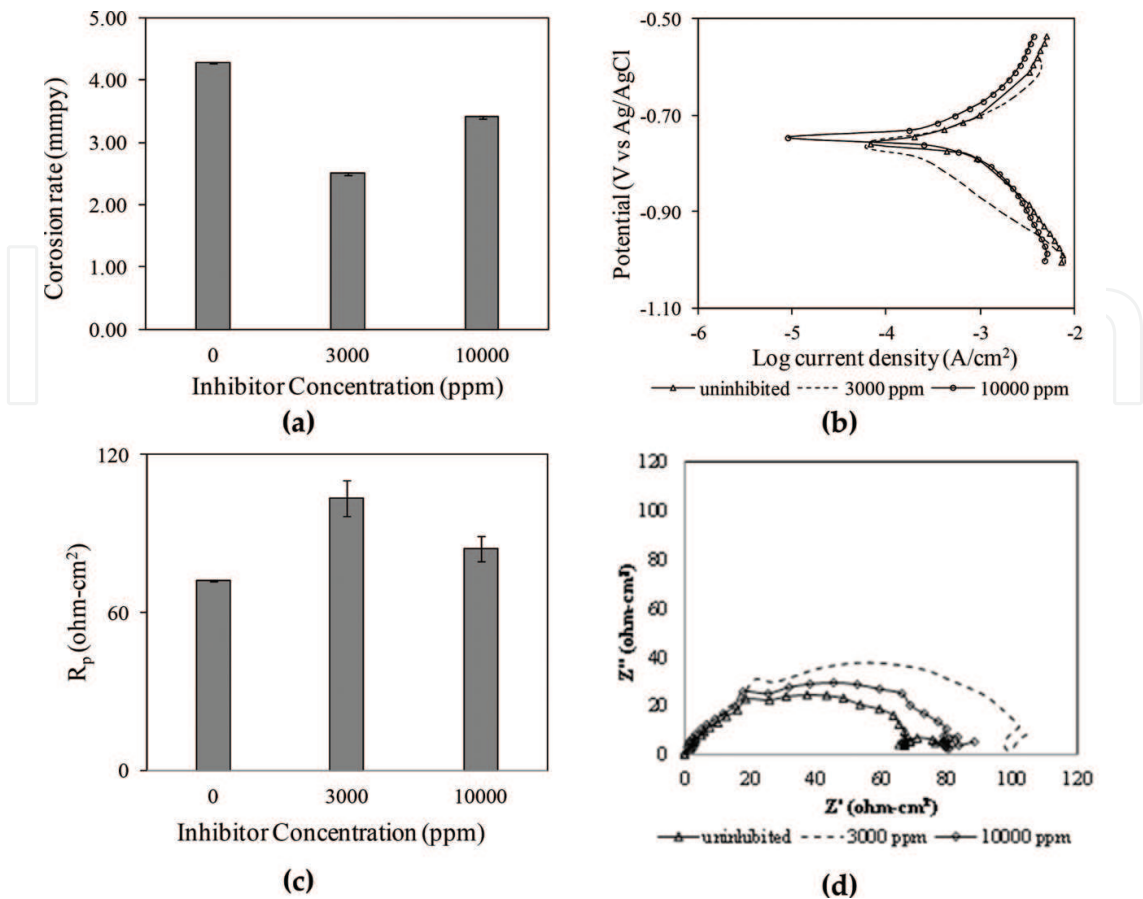 5.00
4.00
3.00
2.00
1.00
0.00
Corosion rate (mmpy)
0 3000 10000
Inhibitor Concentration (ppm)
(a)
-0.50
-0.70
-0.90
-1.10
Potential (V vs Ag/AgCl
-6 -5 -4 -3 -2
Log current density (A/cm²)
uninhibited 3000 ppm 10000 ppm
(b)
120
60
0
Rₚ (ohm-cm²)
0 3000 10000
Inhibitor Concentration (ppm)
(c)
120
100
80
60
40
20
0
Z'' (ohm-cm²)
0 20 40 60 80 100 120
Z' (ohm-cm²)
uninhibited 3000 ppm 10000 ppm
(d)